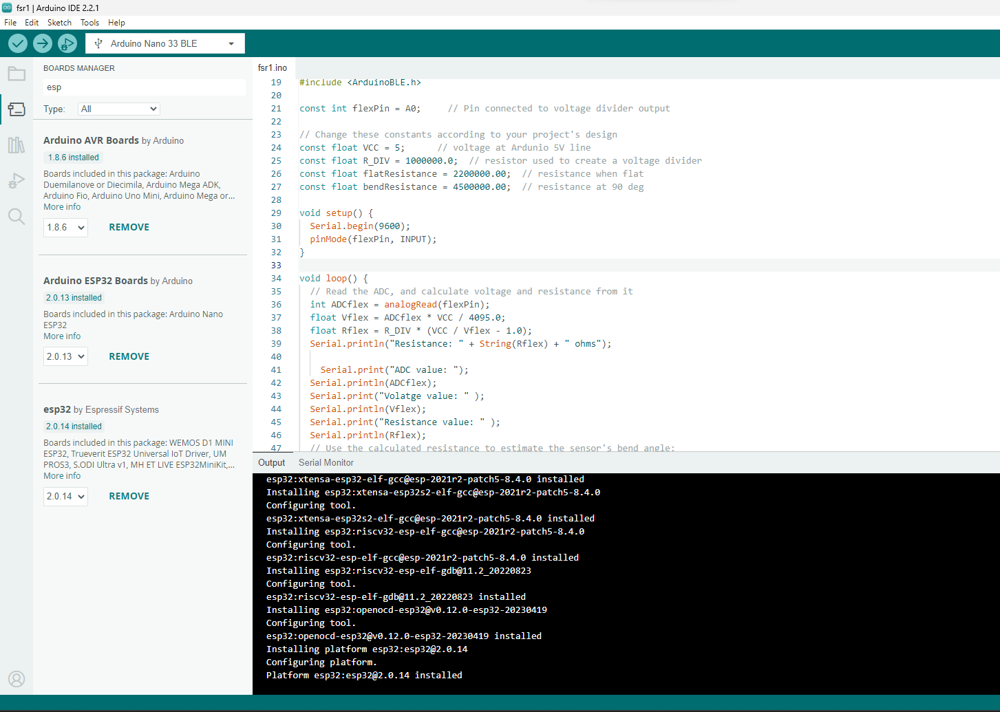 fsr1 | Arduino IDE 2.2.1
File Edit Sketch Tools Help
Arduino Nano 33 BLE
BOARDS MANAGER
esp
Type: All
Arduino AVR Boards by Arduino
1.8.6 installed
Boards included in this package: Arduino
Duemilanove or Diecimila, Arduino Mega ADK,
Arduino Fio, Arduino Uno Mini, Arduino Mega or...
More info
1.8.6 REMOVE
Arduino ESP32 Boards by Arduino
2.0.13 installed
Boards included in this package: Arduino Nano
ESP32
More info
2.0.13 REMOVE
esp32 by Espressif Systems
2.0.14 installed
Boards included in this package: WEMOS D1 MINI
ESP32, Trueverit ESP32 Universal IoT Driver, UM
PROS3, S.ODI Ultra v1, MH ET LIVE ESP32MiniKit,...
More info
2.0.14 REMOVE
fsr1.ino
19 #include <ArduinoBLE.h>
20
21 const int flexPin = A0; // Pin connected to voltage divider output
22
23 // Change these constants according to your project's design
24 const float VCC = 5; // voltage at Ardunio 5V line
25 const float R_DIV = 1000000.0; // resistor used to create a voltage divider
26 const float flatResistance = 2200000.00; // resistance when flat
27 const float bendResistance = 4500000.00; // resistance at 90 deg
28
29 void setup() {
30 Serial.begin(9600);
31 pinMode(flexPin, INPUT);
32 }
33
34 void loop() {
35 // Read the ADC, and calculate voltage and resistance from it
36 int ADCflex = analogRead(flexPin);
37 float Vflex = ADCflex * VCC / 4095.0;
38 float Rflex = R_DIV * (VCC / Vflex - 1.0);
39 Serial.println("Resistance: " + String(Rflex) + " ohms");
40
41 Serial.print("ADC value: ");
42 Serial.println(ADCflex);
43 Serial.print("Volatge value: " );
44 Serial.println(Vflex);
45 Serial.print("Resistance value: " );
46 Serial.println(Rflex);
47 // Use the calculated resistance to estimate the sensor's bend angle:
Output Serial Monitor
esp32:xtensa-esp32-elf-gcc@esp-2021r2-patch5-8.4.0 installed
Installing esp32:xtensa-esp32s2-elf-gcc@esp-2021r2-patch5-8.4.0
Configuring tool.
esp32:xtensa-esp32s2-elf-gcc@esp-2021r2-patch5-8.4.0 installed
Installing esp32:riscv32-esp-elf-gcc@esp-2021r2-patch5-8.4.0
Configuring tool.
esp32:riscv32-esp-elf-gcc@esp-2021r2-patch5-8.4.0 installed
Installing esp32:riscv32-esp-elf-gdb@11.2_20220823
Configuring tool.
esp32:riscv32-esp-elf-gdb@11.2_20220823 installed
Installing esp32:openocd-esp32@v0.12.0-esp32-20230419
Configuring tool.
esp32:openocd-esp32@v0.12.0-esp32-20230419 installed
Installing platform esp32:esp32@2.0.14
Configuring platform.
Platform esp32:esp32@2.0.14 installed